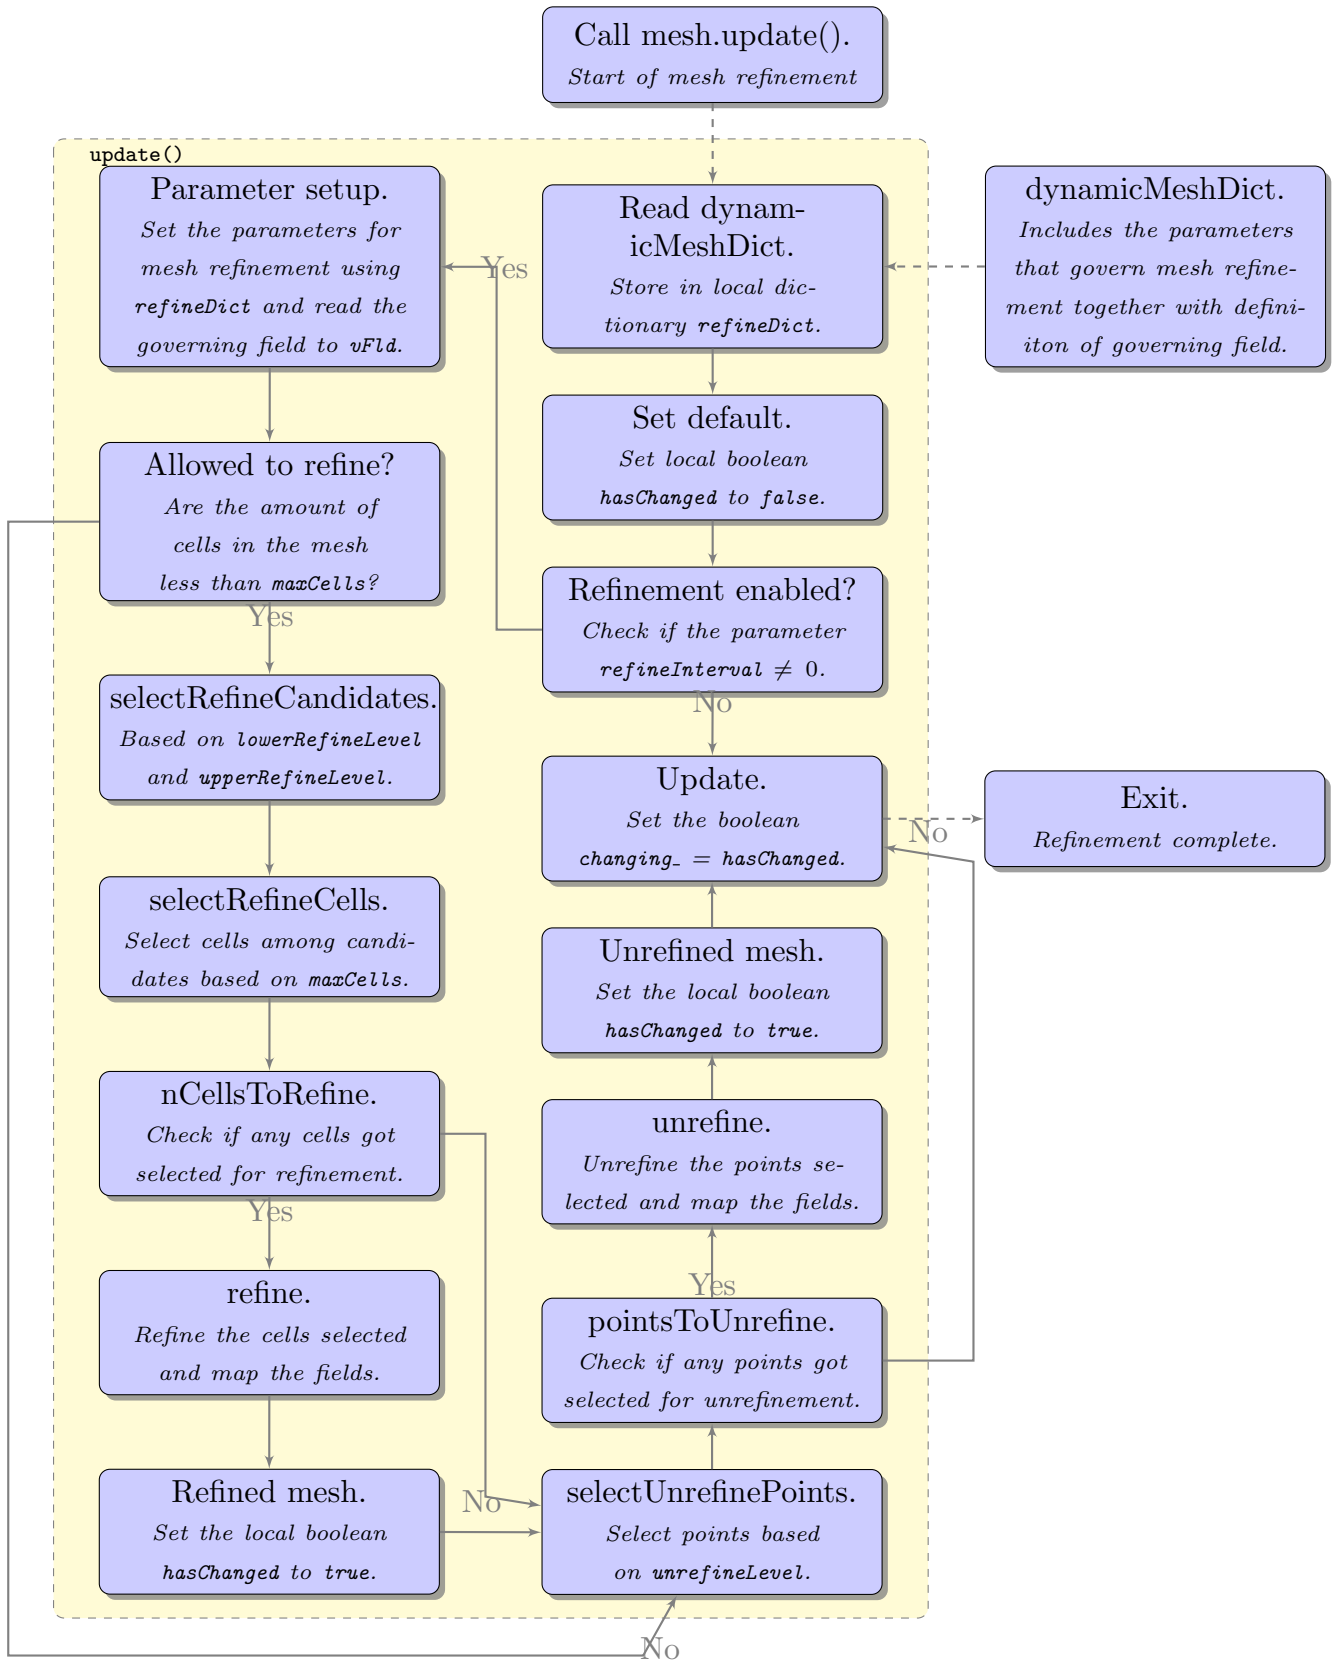 Call mesh.update().
Start of mesh refinement
update()
Parameter setup.
Set the parameters for
mesh refinement using
refineDict and read the
governing field to vFld.
Yes
Read dynam-
icMeshDict.
Store in local dic-
tionary refineDict.
dynamicMeshDict.
Includes the parameters
that govern mesh refine-
ment together with defini-
iton of governing field.
Set default.
Set local boolean
hasChanged to false.
Allowed to refine?
Are the amount of
cells in the mesh
less than maxCells?
Yes
Refinement enabled?
Check if the parameter
refineInterval ≠ 0.
No
selectRefineCandidates.
Based on lowerRefineLevel
and upperRefineLevel.
Update.
Set the boolean
changing_ = hasChanged.
No
Exit.
Refinement complete.
selectRefineCells.
Select cells among candi-
dates based on maxCells.
Unrefined mesh.
Set the local boolean
hasChanged to true.
nCellsToRefine.
Check if any cells got
selected for refinement.
Yes
unrefine.
Unrefine the points se-
lected and map the fields.
Yes
refine.
Refine the cells selected
and map the fields.
pointsToUnrefine.
Check if any points got
selected for unrefinement.
Refined mesh.
Set the local boolean
hasChanged to true.
No
selectUnrefinePoints.
Select points based
on unrefineLevel.
No